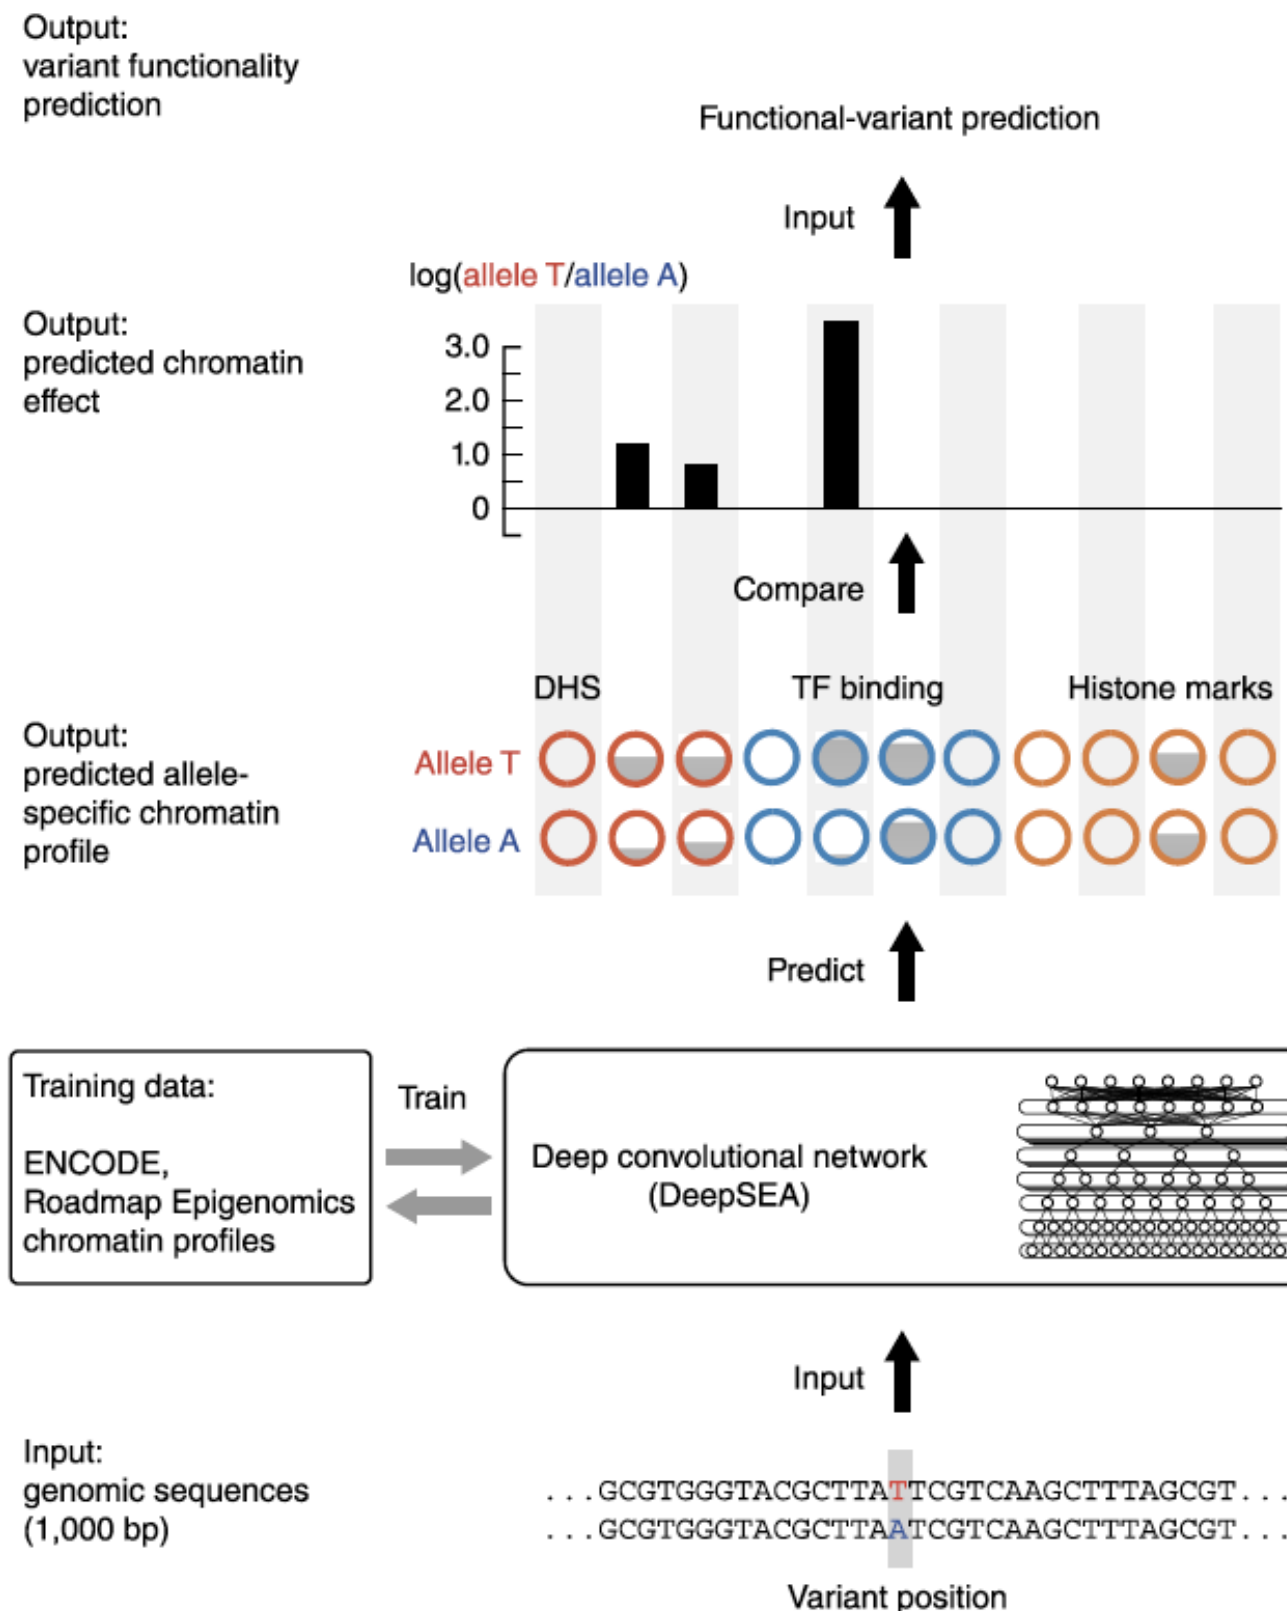 Output:
variant functionality
prediction
Functional-variant prediction
Input
log(allele T/allele A)
Output:
predicted chromatin
effect
3.0
2.0
1.0
0
Compare
DHS
TF binding
Histone marks
Output:
predicted allele-
specific chromatin
profile
Allele T
Allele A
Predict
Training data:
ENCODE,
Roadmap Epigenomics
chromatin profiles
Train
Deep convolutional network
(DeepSEA)
Input
Input:
genomic sequences
(1,000 bp)
...GCGTGGGTACGCTTATTCGTCAAGCTTTAGCGT...
...GCGTGGGTACGCTTAATCGTCAAGCTTTAGCGT...
Variant position